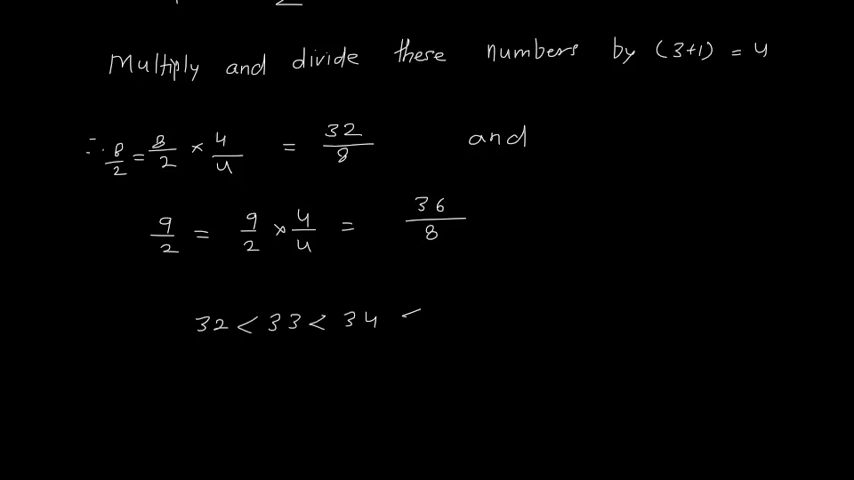 2
Multiply and divide these numbers by (3+1) = 4
∴ 8/2 = 8/2 × 4/4 = 32/8 and
9/2 = 9/2 × 4/4 = 36/8
32 < 33 < 34 <